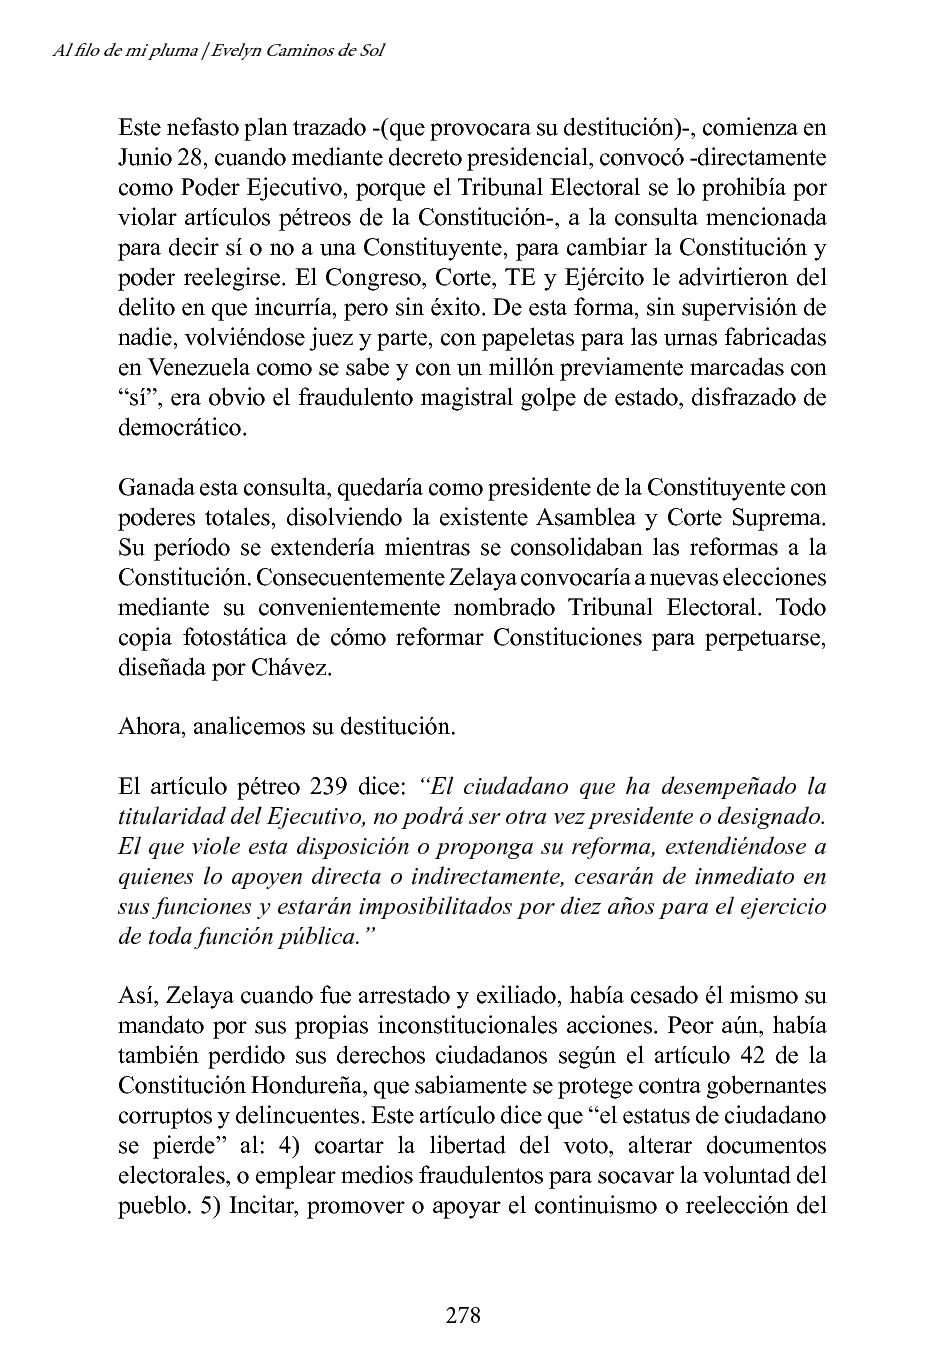 Al filo de mi pluma / Evelyn Caminos de Sol
Este nefasto plan trazado -(que provocara su destitución)-, comienza en
Junio 28, cuando mediante decreto presidencial, convocó -directamente
como Poder Ejecutivo, porque el Tribunal Electoral se lo prohibía por
violar artículos pétreos de la Constitución-, a la consulta mencionada
para decir sí o no a una Constituyente, para cambiar la Constitución y
poder reelegirse. El Congreso, Corte, TE y Ejército le advirtieron del
delito en que incurría, pero sin éxito. De esta forma, sin supervisión de
nadie, volviéndose juez y parte, con papeletas para las urnas fabricadas
en Venezuela como se sabe y con un millón previamente marcadas con
“sí”, era obvio el fraudulento magistral golpe de estado, disfrazado de
democrático.
Ganada esta consulta, quedaría como presidente de la Constituyente con
poderes totales, disolviendo la existente Asamblea y Corte Suprema.
Su período se extendería mientras se consolidaban las reformas a la
Constitución. Consecuentemente Zelaya convocaría a nuevas elecciones
mediante su convenientemente nombrado Tribunal Electoral. Todo
copia fotostática de cómo reformar Constituciones para perpetuarse,
diseñada por Chávez.
Ahora, analicemos su destitución.
El artículo pétreo 239 dice: “El ciudadano que ha desempeñado la
titularidad del Ejecutivo, no podrá ser otra vez presidente o designado.
El que viole esta disposición o proponga su reforma, extendiéndose a
quienes lo apoyen directa o indirectamente, cesarán de inmediato en
sus funciones y estarán imposibilitados por diez años para el ejercicio
de toda función pública.”
Así, Zelaya cuando fue arrestado y exiliado, había cesado él mismo su
mandato por sus propias inconstitucionales acciones. Peor aún, había
también perdido sus derechos ciudadanos según el artículo 42 de la
Constitución Hondureña, que sabiamente se protege contra gobernantes
corruptos y delincuentes. Este artículo dice que “el estatus de ciudadano
se pierde” al: 4) coartar la libertad del voto, alterar documentos
electorales, o emplear medios fraudulentos para socavar la voluntad del
pueblo. 5) Incitar, promover o apoyar el continuismo o reelección del
278